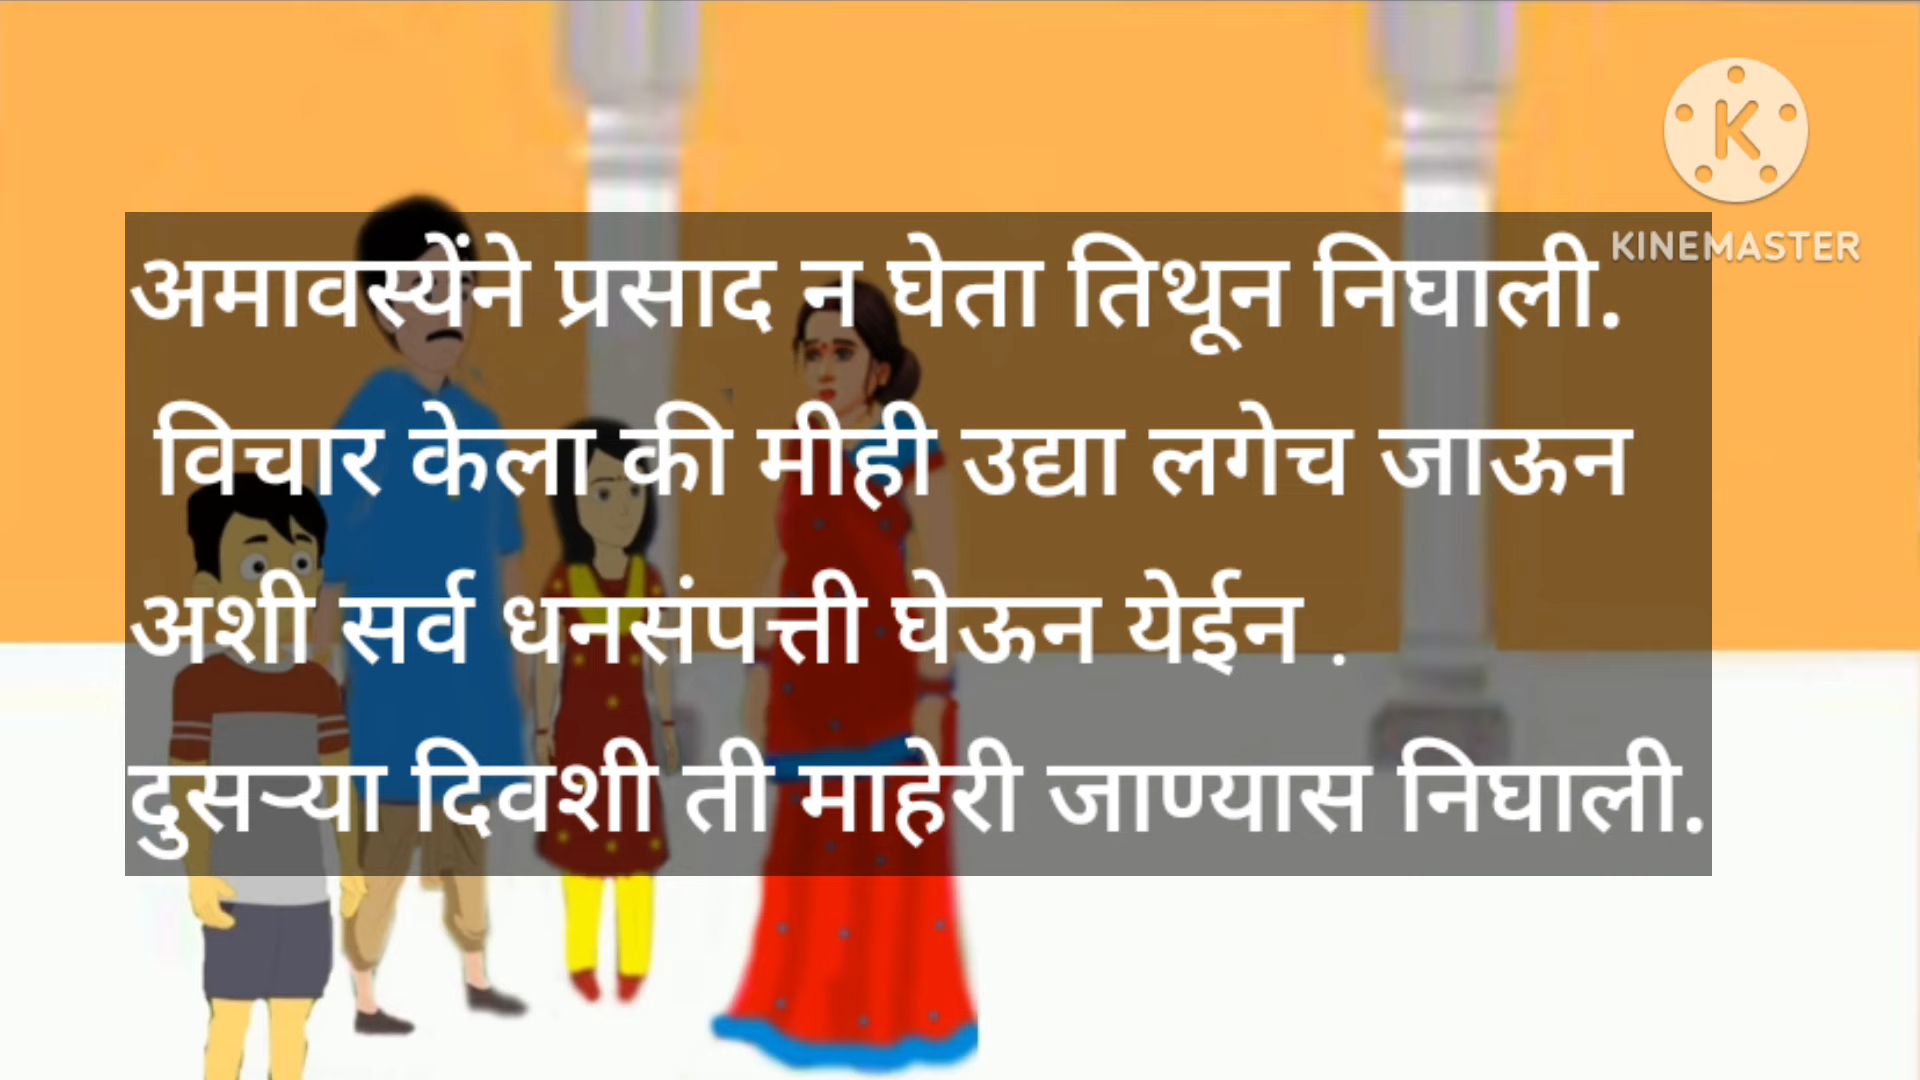 अमावस्येंने प्रसाद न घेता तिथून निघाली.
विचार केला की मीही उद्या लगेच जाऊन
अशी सर्व धनसंपत्ती घेऊन येईन .
दुसऱ्या दिवशी ती माहेरी जाण्यास निघाली.
K
KINEMASTER